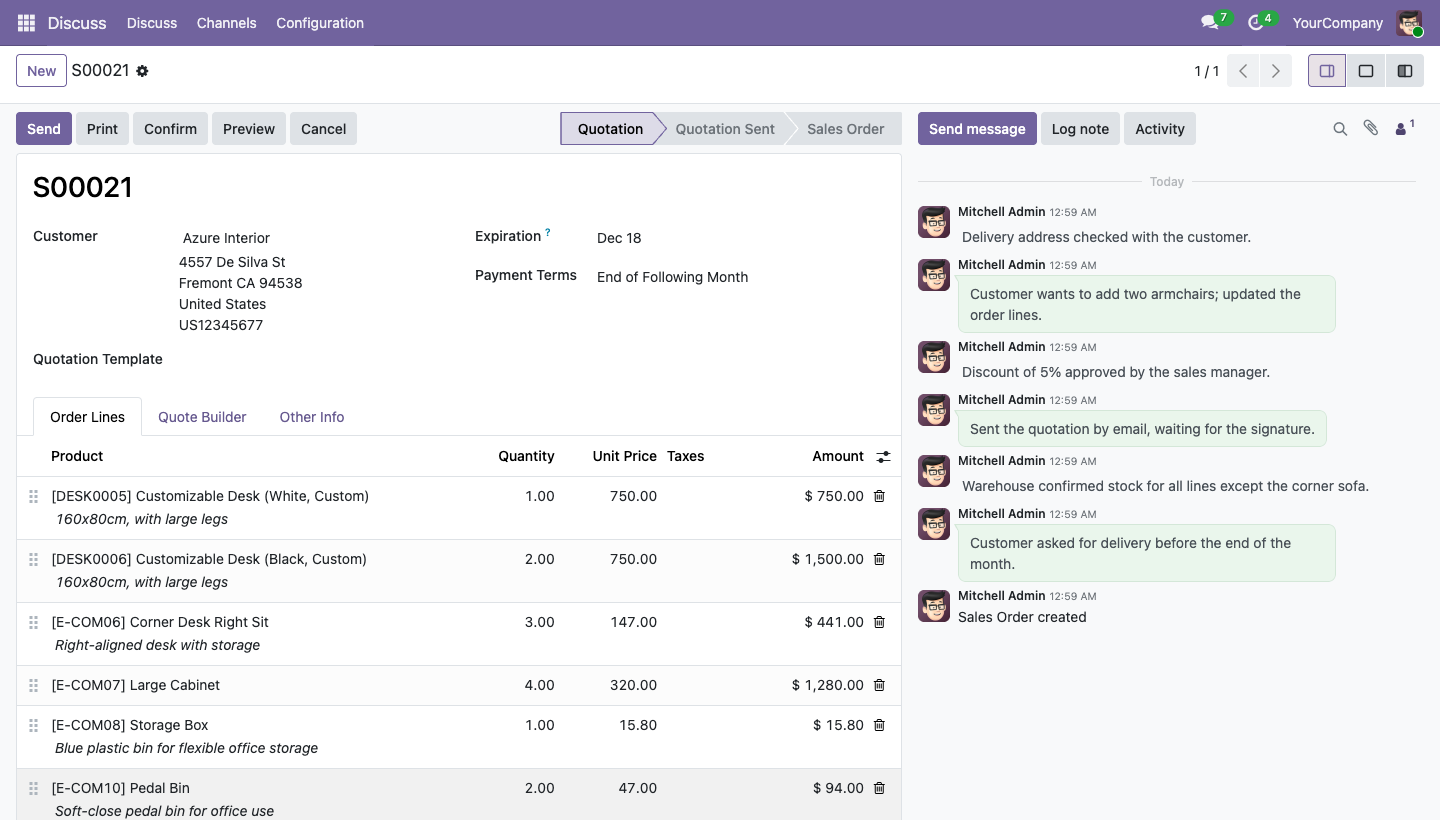 Discuss Discuss Channels Configuration 7 4 YourCompany
New S00021 1 / 1
Send Print Confirm Preview Cancel Quotation Quotation Sent Sales Order
S00021
Customer Azure Interior
4557 De Silva St
Fremont CA 94538
United States
US12345677
Expiration ? Dec 18
Payment Terms End of Following Month
Quotation Template
Order Lines Quote Builder Other Info
Product Quantity Unit Price Taxes Amount
[DESK0005] Customizable Desk (White, Custom) 1.00 750.00 $ 750.00
160x80cm, with large legs
[DESK0006] Customizable Desk (Black, Custom) 2.00 750.00 $ 1,500.00
160x80cm, with large legs
[E-COM06] Corner Desk Right Sit 3.00 147.00 $ 441.00
Right-aligned desk with storage
[E-COM07] Large Cabinet 4.00 320.00 $ 1,280.00
[E-COM08] Storage Box 1.00 15.80 $ 15.80
Blue plastic bin for flexible office storage
[E-COM10] Pedal Bin 2.00 47.00 $ 94.00
Soft-close pedal bin for office use
Send message Log note Activity 1
Today
Mitchell Admin 12:59 AM
Delivery address checked with the customer.
Mitchell Admin 12:59 AM
Customer wants to add two armchairs; updated the
order lines.
Mitchell Admin 12:59 AM
Discount of 5% approved by the sales manager.
Mitchell Admin 12:59 AM
Sent the quotation by email, waiting for the signature.
Mitchell Admin 12:59 AM
Warehouse confirmed stock for all lines except the corner sofa.
Mitchell Admin 12:59 AM
Customer asked for delivery before the end of the
month.
Mitchell Admin 12:59 AM
Sales Order created